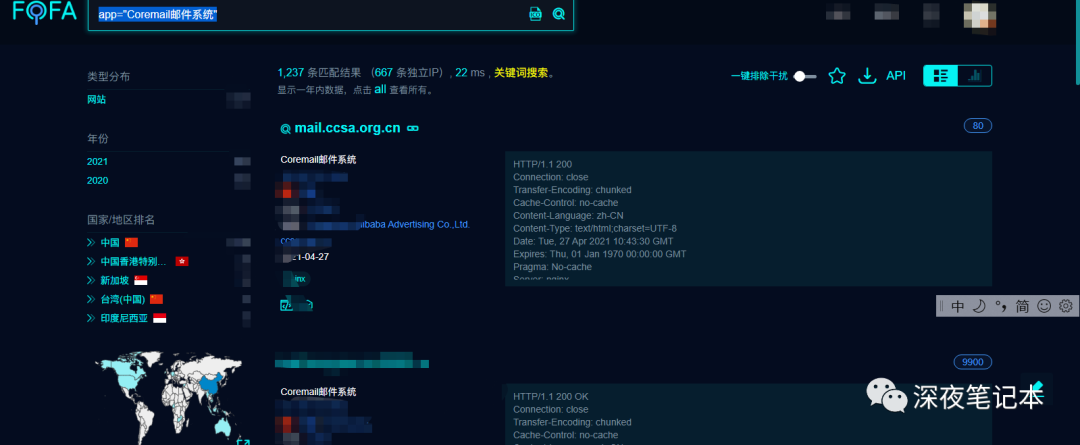 FOFA
app="Coremail邮件系统"
类型分布
网站
年份
2021
2020
国家/地区排名
中国
中国香港特别...
新加坡
台湾(中国)
印度尼西亚
1,237 条匹配结果 （667 条独立IP）, 22 ms , 关键词搜索。
显示一年内数据，点击 all 查看所有。
一键排除干扰
API
mail.ccsa.org.cn
80
Coremail邮件系统
Advertising Co.,Ltd.
HTTP/1.1 200
Connection: close
Transfer-Encoding: chunked
Cache-Control: no-cache
Content-Language: zh-CN
Content-Type: text/html;charset=UTF-8
Date: Tue, 27 Apr 2021 10:43:30 GMT
Expires: Thu, 01 Jan 1970 00:00:00 GMT
Pragma: No-cache
Server: nginx
中 简
9900
Coremail邮件系统
HTTP/1.1 200 OK
Connection: close
Transfer-Encoding: chunked
Cache-Control: no-cache
深夜笔记本